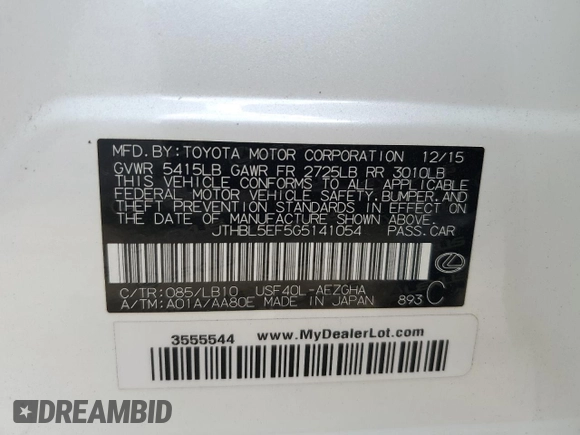 MFD. BY: TOYOTA MOTOR CORPORATION 12/15
GVWR 5415LB GAWR FR 2725LB RR 3010LB
THIS VEHICLE CONFORMS TO ALL APPLICABLE
FEDERAL MOTOR VEHICLE SAFETY, BUMPER, AND
THEFT PREVENTION STANDARDS IN EFFECT ON
THE DATE OF MANUFACTURE SHOWN ABOVE.
JTHBL5EF5G5141054 PASS. CAR
C/TR: 085/LB10 USF40L-AEZGHA
A/TM: A01A/AA80E MADE IN JAPAN 893 C
3555544 www.MyDealerLot.com
DREAMBID